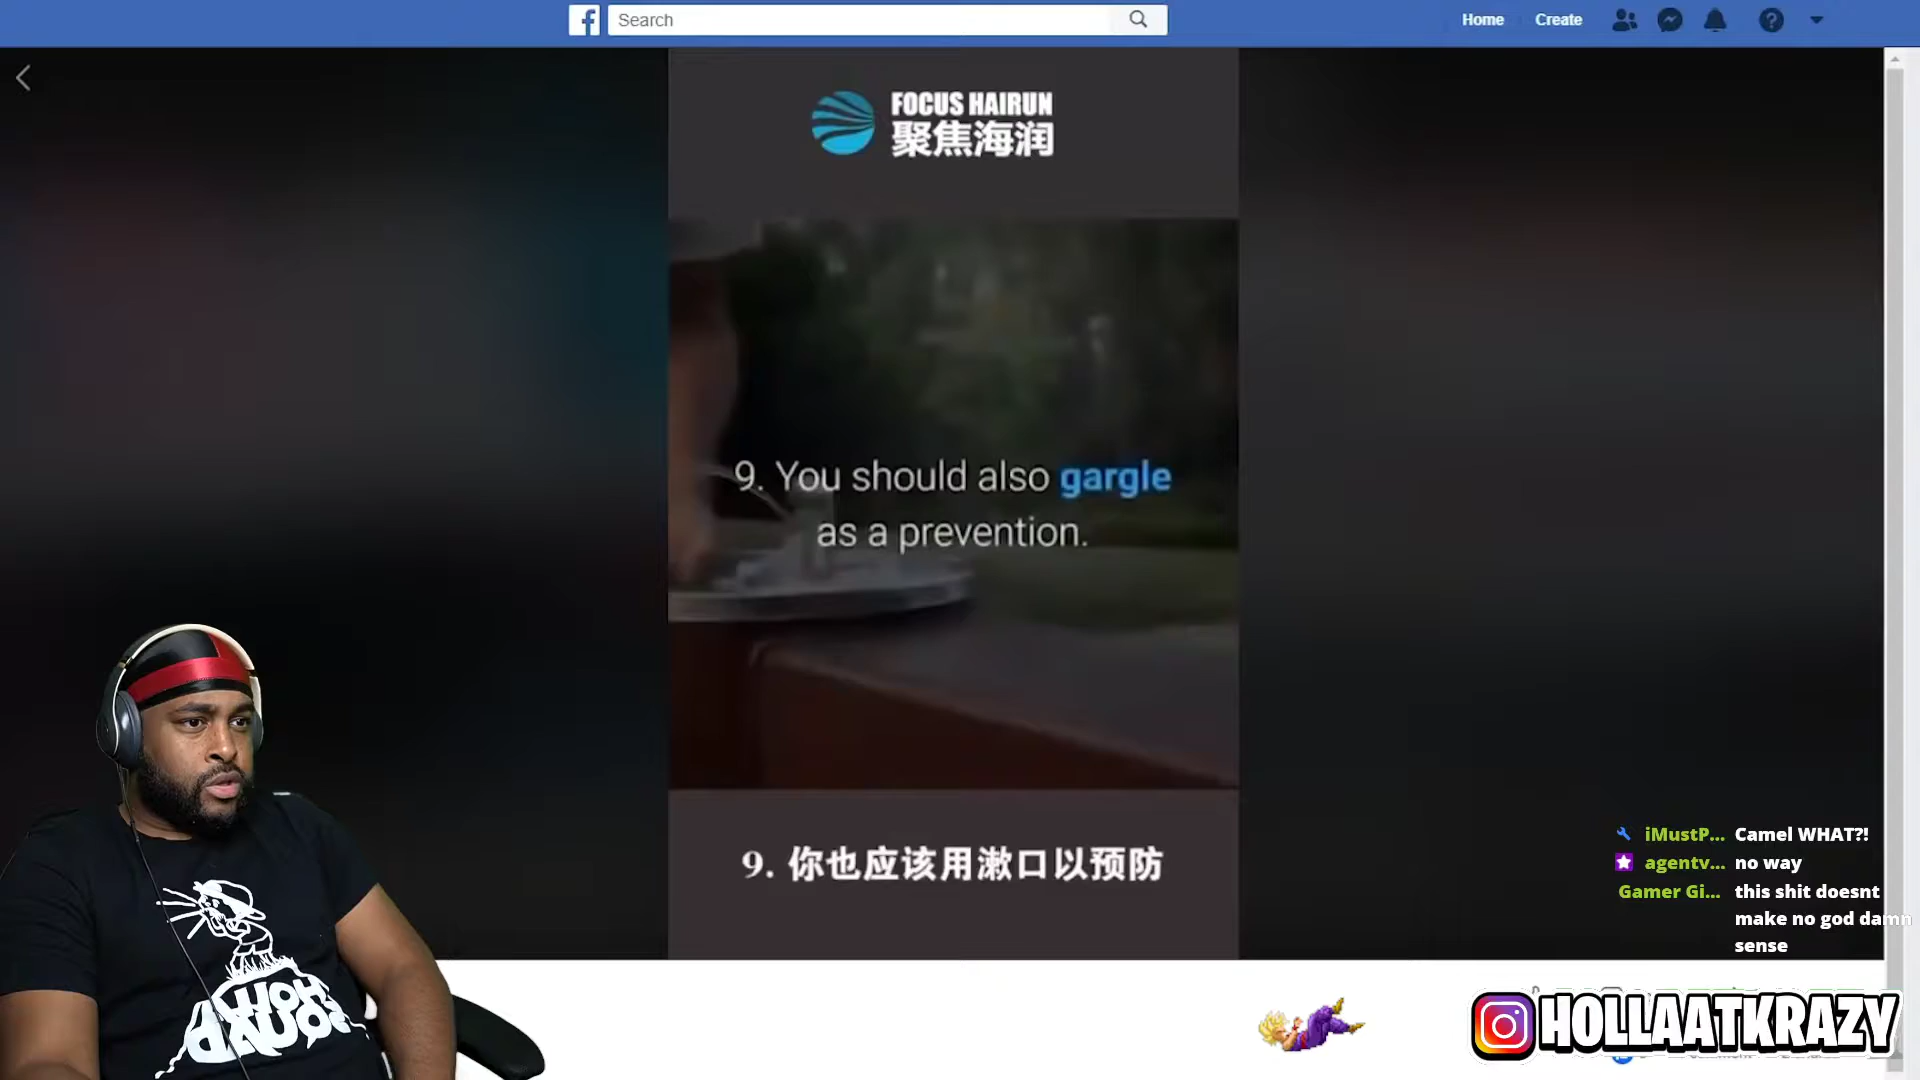 Search
Home
Create
FOCUS HAIRUN
聚焦海润
9. You should also gargle
as a prevention.
9. 你也应该用漱口以预防
iMustP... Camel WHAT?!
agentv... no way
Gamer Gi... this shit doesnt
make no god damn
sense
HOLLAATKRAZY